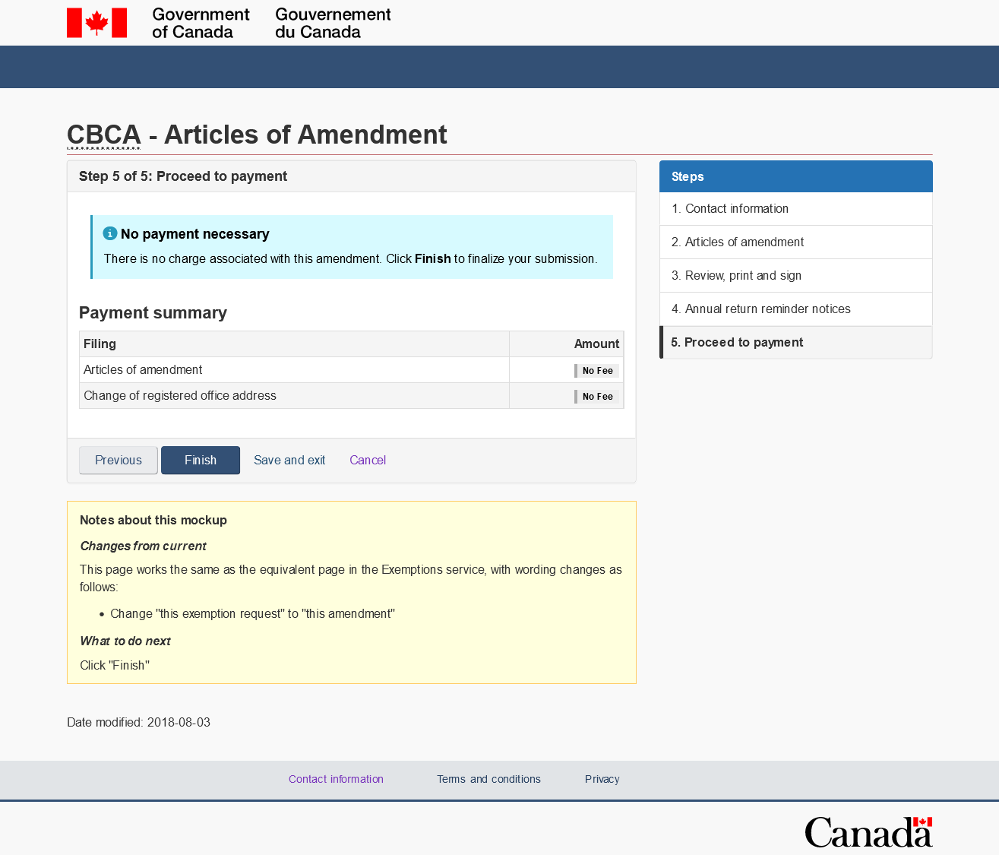 Government
of Canada
Gouvernement
du Canada
CBCA - Articles of Amendment
Step 5 of 5: Proceed to payment
No payment necessary
There is no charge associated with this amendment. Click Finish to finalize your submission.
Payment summary
Filing Amount
Articles of amendment No Fee
Change of registered office address No Fee
Previous Finish Save and exit Cancel
Steps
1. Contact information
2. Articles of amendment
3. Review, print and sign
4. Annual return reminder notices
5. Proceed to payment
Notes about this mockup
Changes from current
This page works the same as the equivalent page in the Exemptions service, with wording changes as
follows:
• Change "this exemption request" to "this amendment"
What to do next
Click "Finish"
Date modified: 2018-08-03
Contact information Terms and conditions Privacy
Canada